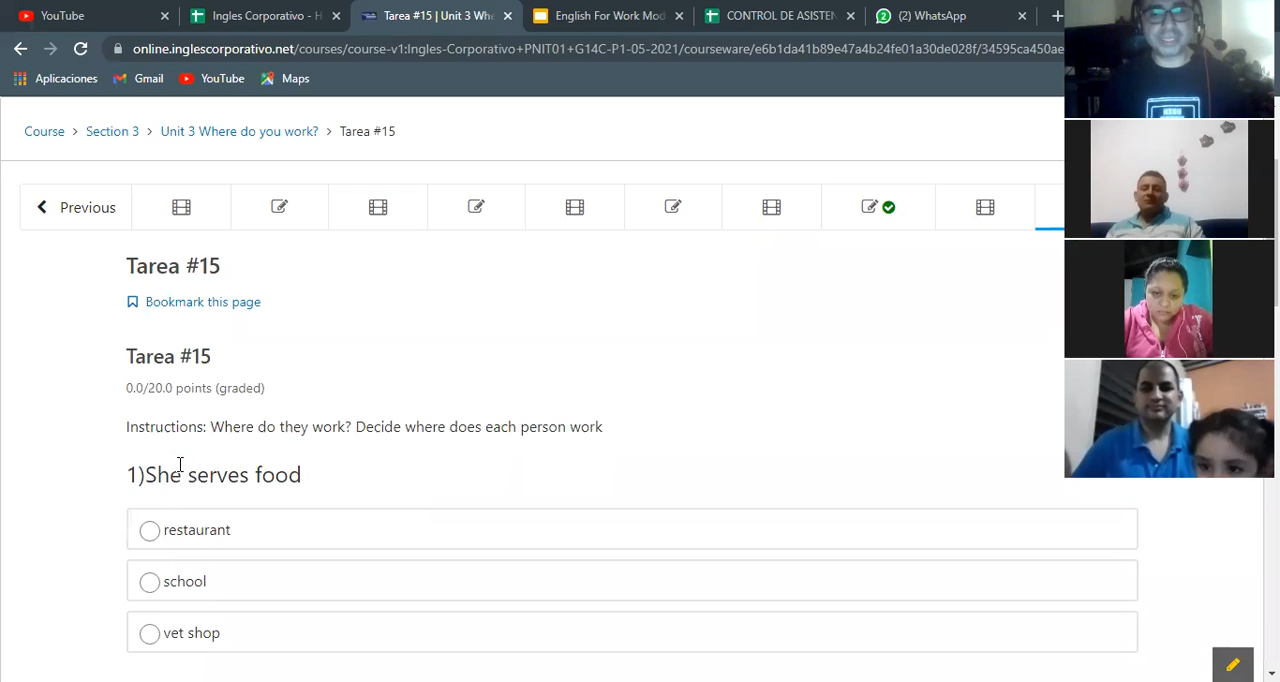 YouTube
Ingles Corporativo - H
Tarea #15 | Unit 3 Wh
English For Work Mod
CONTROL DE ASISTEN
(2) WhatsApp
online.inglescorporativo.net/courses/course-v1:Ingles-Corporativo+PNIT01+G14C-P1-05-2021/courseware/e6b1da41b89e47a4b24fe01a30de028f/34595ca450ae
Aplicaciones Gmail YouTube Maps
Course > Section 3 > Unit 3 Where do you work? > Tarea #15
Previous
Tarea #15
Bookmark this page
Tarea #15
0.0/20.0 points (graded)
Instructions: Where do they work? Decide where does each person work
1)She serves food
restaurant
school
vet shop